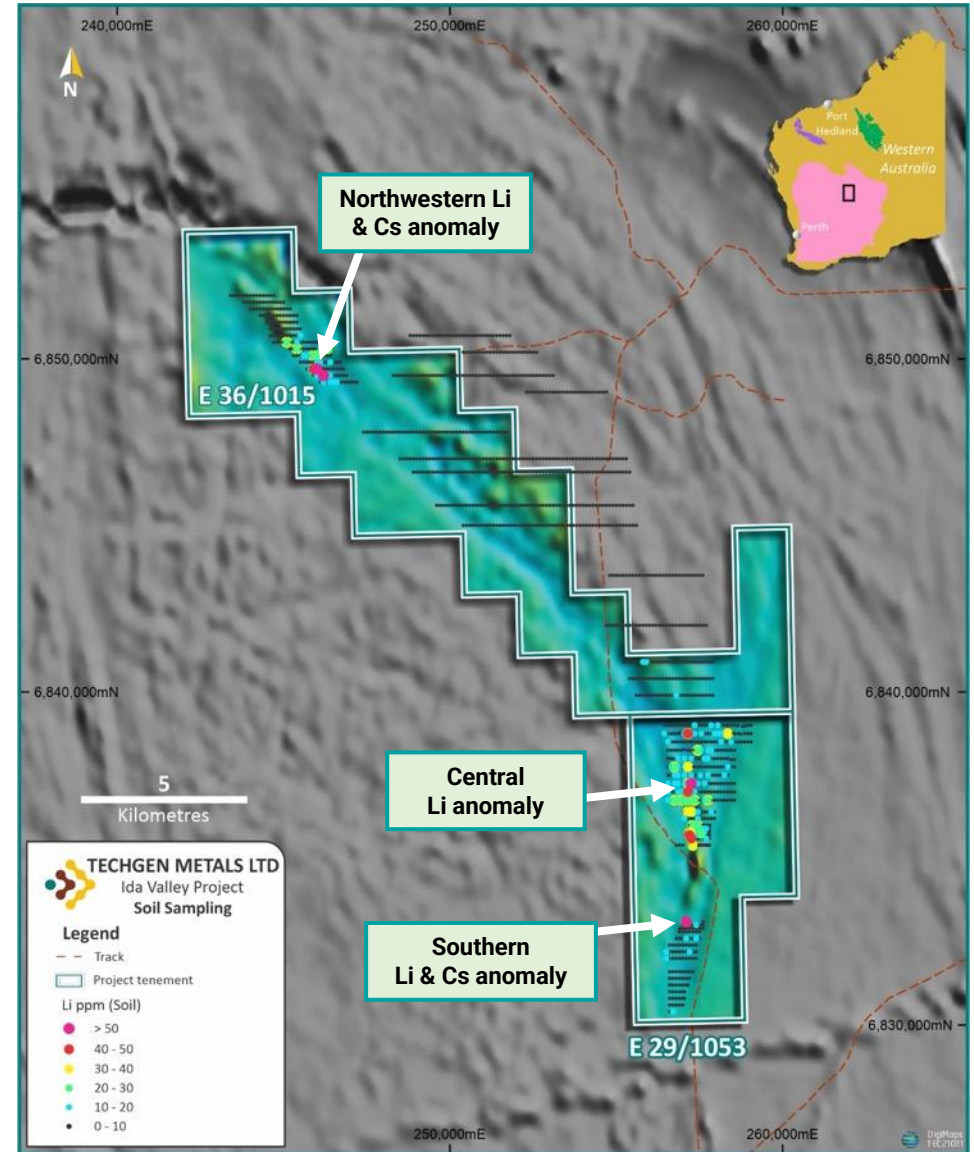 240,000mE
250,000mE
260,000mE
N
Port
Hedland
Western
Australia
Perth
Northwestern Li
& Cs anomaly
6,850,000mN
6,850,000mN
E 36/1015
6,840,000mN
6,840,000mN
Central
Li anomaly
5
Kilometres
TECHGEN METALS LTD
Ida Valley Project
Soil Sampling
Legend
Track
Project tenement
Li ppm (Soil)
> 50
40 - 50
30 - 40
20 - 30
10 - 20
0 - 10
Southern
Li & Cs anomaly
6,830,000mN
E 29/1053
250,000mE
260,000mE
DigiMaps
TEC21011